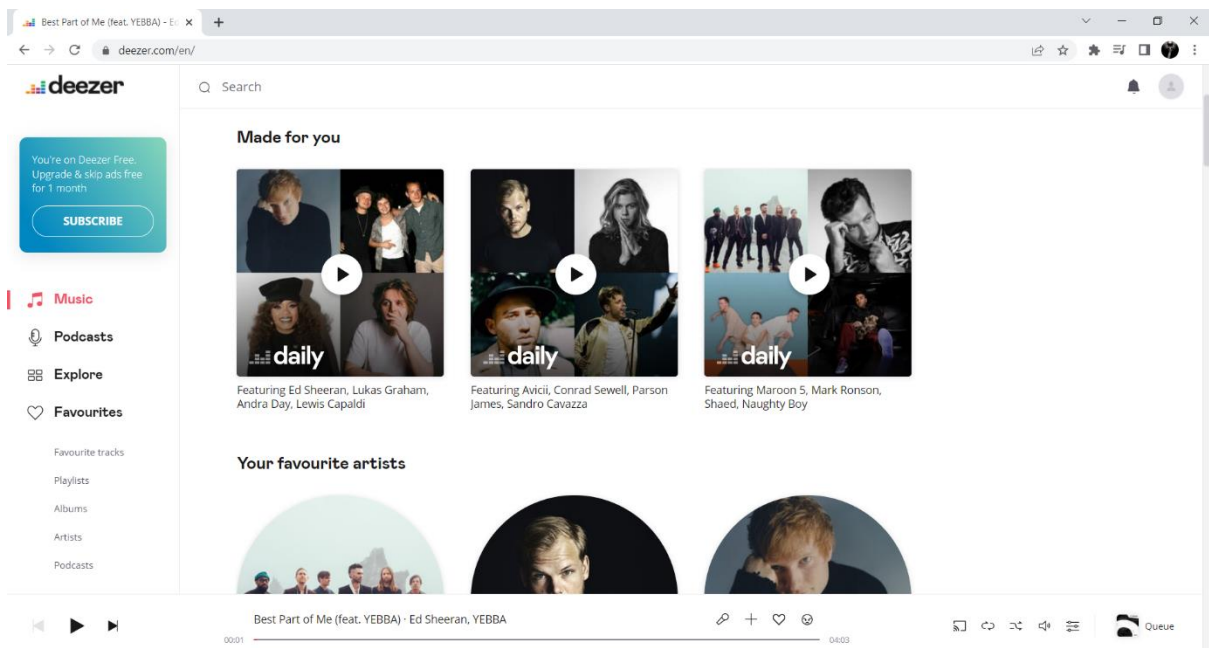 Best Part of Me (feat. YEBBA) - Ed
deezer.com/en/
deezer
Search
You're on Deezer Free.
Upgrade & skip ads free
for 1 month
SUBSCRIBE
Music
Podcasts
Explore
Favourites
Favourite tracks
Playlists
Albums
Artists
Podcasts
Made for you
daily
Featuring Ed Sheeran, Lukas Graham,
Andra Day, Lewis Capaldi
daily
Featuring Avicii, Conrad Sewell, Parson
James, Sandro Cavazza
daily
Featuring Maroon 5, Mark Ronson,
Shaed, Naughty Boy
Your favourite artists
Best Part of Me (feat. YEBBA) · Ed Sheeran, YEBBA
00:01
04:03
Queue